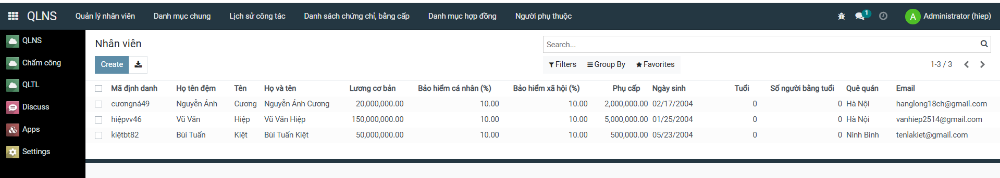 QLNS Quản lý nhân viên Danh mục chung Lịch sử công tác Danh sách chứng chỉ, bằng cấp Danh mục hợp đồng Người phụ thuộc 1 A Administrator (hiep)
QLNS
Chấm công
QLTL
Discuss
Apps
Settings
Nhân viên
Search...
Create
Filters Group By Favorites 1-3 / 3
Mã định danh Họ tên đệm Tên Họ và tên Lương cơ bản Bảo hiểm cá nhân (%) Bảo hiểm xã hội (%) Phụ cấp Ngày sinh Tuổi Số người bằng tuổi Quê quán Email
cươngná49 Nguyễn Ánh Cương Nguyễn Ánh Cương 20,000,000.00 10.00 10.00 2,000,000.00 02/17/2004 0 0 Hà Nội hanglong18ch@gmail.com
hiệpvv46 Vũ Văn Hiệp Vũ Văn Hiệp 150,000,000.00 10.00 10.00 5,000,000.00 01/25/2004 0 0 Hà Nội vanhiep2514@gmail.com
kiệtbt82 Bùi Tuấn Kiệt Bùi Tuấn Kiệt 50,000,000.00 10.00 10.00 500,000.00 05/23/2004 0 0 Ninh Bình tenlakiet@gmail.com